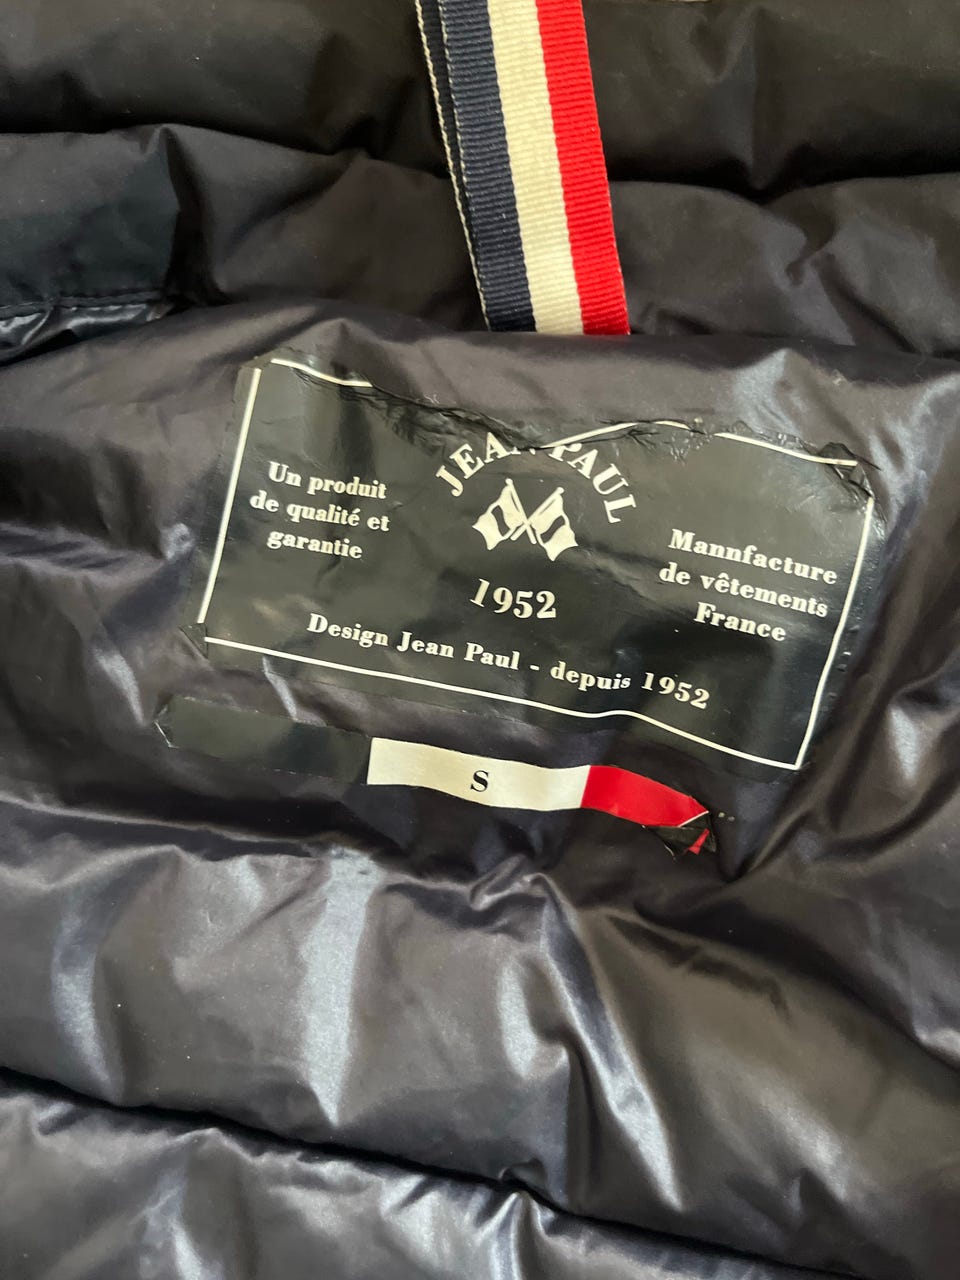 JEAN PAUL
Un produit
de qualité et
garantie
Mannfacture
de vêtements
France
1952
Design Jean Paul - depuis 1952
S